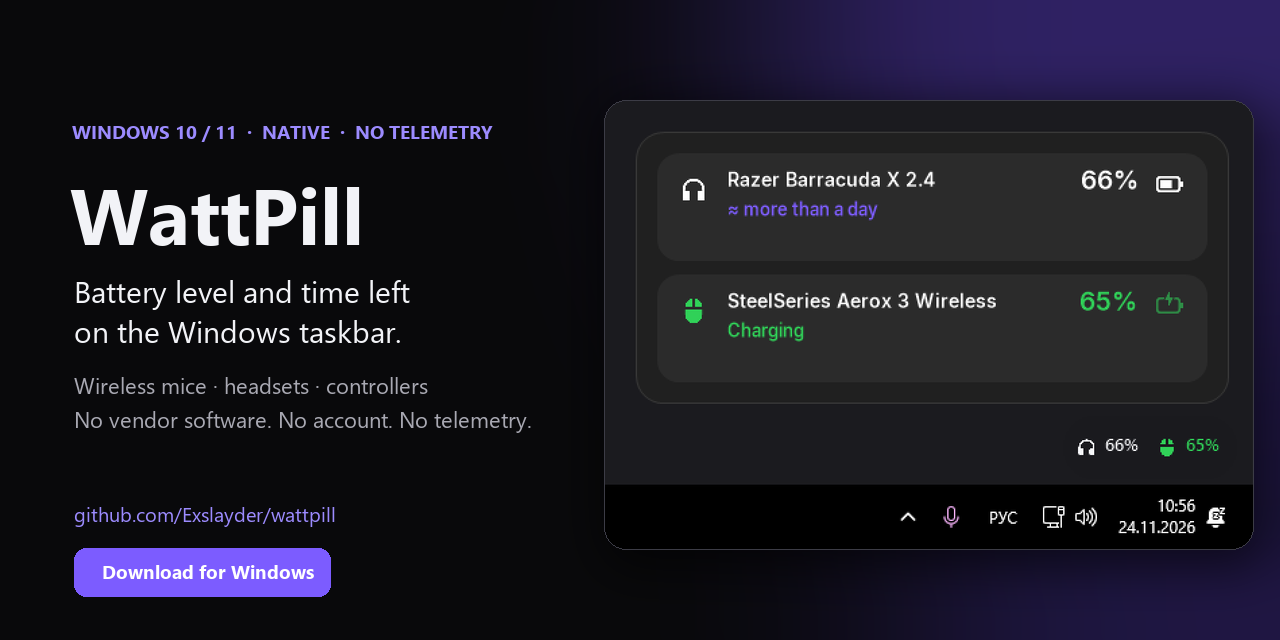 WINDOWS 10 / 11 · NATIVE · NO TELEMETRY
WattPill
Battery level and time left
on the Windows taskbar.
Wireless mice · headsets · controllers
No vendor software. No account. No telemetry.
github.com/Exslayder/wattpill
Download for Windows
Razer Barracuda X 2.4
66%
≈ more than a day
SteelSeries Aerox 3 Wireless
65%
Charging
66%
65%
РУС
10:56
24.11.2026